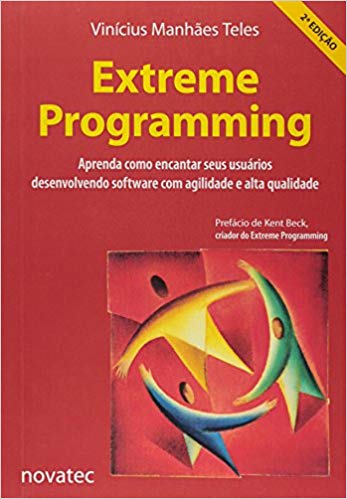 Vinícius Manhães Teles
2ª EDIÇÃO
Extreme
Programming
Aprenda como encantar seus usuários
desenvolvendo software com agilidade e alta qualidade
Prefácio de Kent Beck,
criador do Extreme Programming
novatec